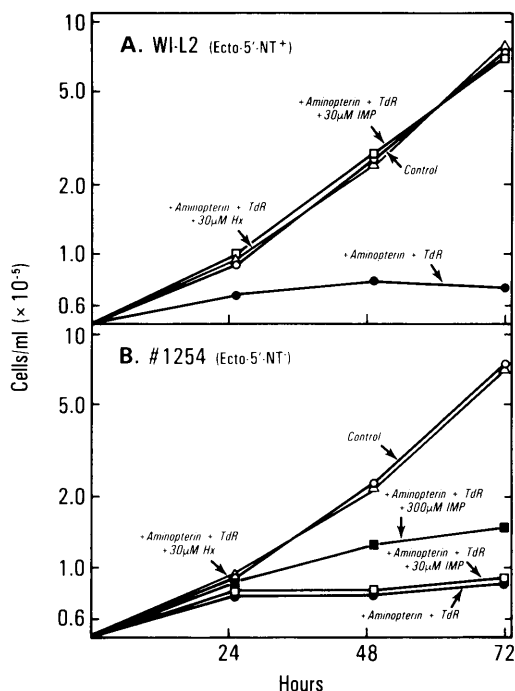 10
A. WI-L2 (Ecto-5'-NT⁺)
5.0
+Aminopterin + TdR
+30μM IMP
Control
2.0
+Aminopterin + TdR
+30μM Hx
1.0
+Aminopterin + TdR
0.6
Cells/ml (× 10⁻⁵)
10
B. #1254 (Ecto-5'-NT⁻)
5.0
Control
2.0
+Aminopterin + TdR
+300μM IMP
+Aminopterin + TdR
+30μM Hx
+Aminopterin + TdR
+30μM IMP
1.0
+Aminopterin + TdR
0.6
24 48 72
Hours